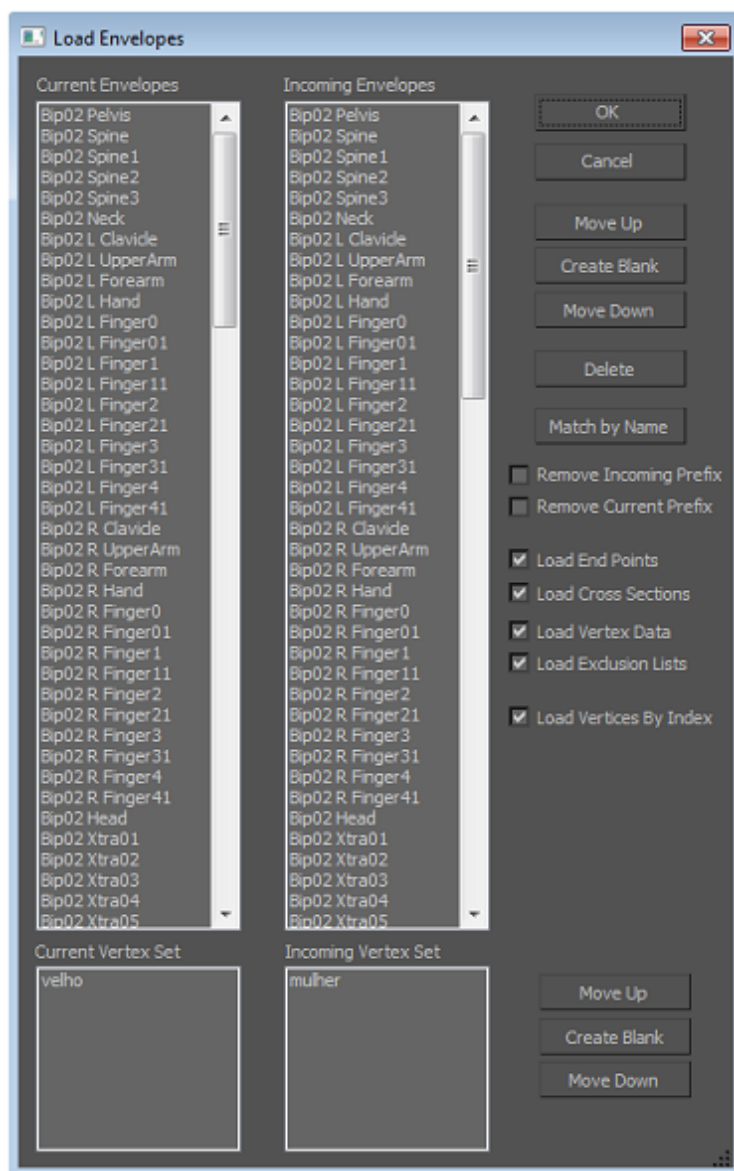 Load Envelopes
Current Envelopes
Bip02 Pelvis
Bip02 Spine
Bip02 Spine1
Bip02 Spine2
Bip02 Spine3
Bip02 Neck
Bip02 L Clavicle
Bip02 L UpperArm
Bip02 L Forearm
Bip02 L Hand
Bip02 L Finger0
Bip02 L Finger01
Bip02 L Finger1
Bip02 L Finger11
Bip02 L Finger2
Bip02 L Finger21
Bip02 L Finger3
Bip02 L Finger31
Bip02 L Finger4
Bip02 L Finger41
Bip02 R Clavicle
Bip02 R UpperArm
Bip02 R Forearm
Bip02 R Hand
Bip02 R Finger0
Bip02 R Finger01
Bip02 R Finger1
Bip02 R Finger11
Bip02 R Finger2
Bip02 R Finger21
Bip02 R Finger3
Bip02 R Finger31
Bip02 R Finger4
Bip02 R Finger41
Bip02 Head
Bip02 Xtra01
Bip02 Xtra02
Bip02 Xtra03
Bip02 Xtra04
Bip02 Xtra05
Incoming Envelopes
Bip02 Pelvis
Bip02 Spine
Bip02 Spine1
Bip02 Spine2
Bip02 Spine3
Bip02 Neck
Bip02 L Clavicle
Bip02 L UpperArm
Bip02 L Forearm
Bip02 L Hand
Bip02 L Finger0
Bip02 L Finger01
Bip02 L Finger1
Bip02 L Finger11
Bip02 L Finger2
Bip02 L Finger21
Bip02 L Finger3
Bip02 L Finger31
Bip02 L Finger4
Bip02 L Finger41
Bip02 R Clavicle
Bip02 R UpperArm
Bip02 R Forearm
Bip02 R Hand
Bip02 R Finger0
Bip02 R Finger01
Bip02 R Finger1
Bip02 R Finger11
Bip02 R Finger2
Bip02 R Finger21
Bip02 R Finger3
Bip02 R Finger31
Bip02 R Finger4
Bip02 R Finger41
Bip02 Head
Bip02 Xtra01
Bip02 Xtra02
Bip02 Xtra03
Bip02 Xtra04
Bip02 Xtra05
OK
Cancel
Move Up
Create Blank
Move Down
Delete
Match by Name
Remove Incoming Prefix
Remove Current Prefix
Load End Points
Load Cross Sections
Load Vertex Data
Load Exclusion Lists
Load Vertices By Index
Current Vertex Set
velho
Incoming Vertex Set
mulher
Move Up
Create Blank
Move Down